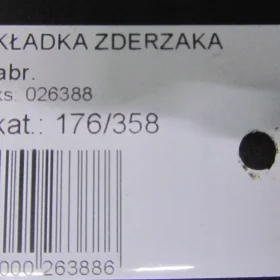 KŁADKA ZDERZAKA
abr.
ks: 026388
kat.: 176/358
000 263886